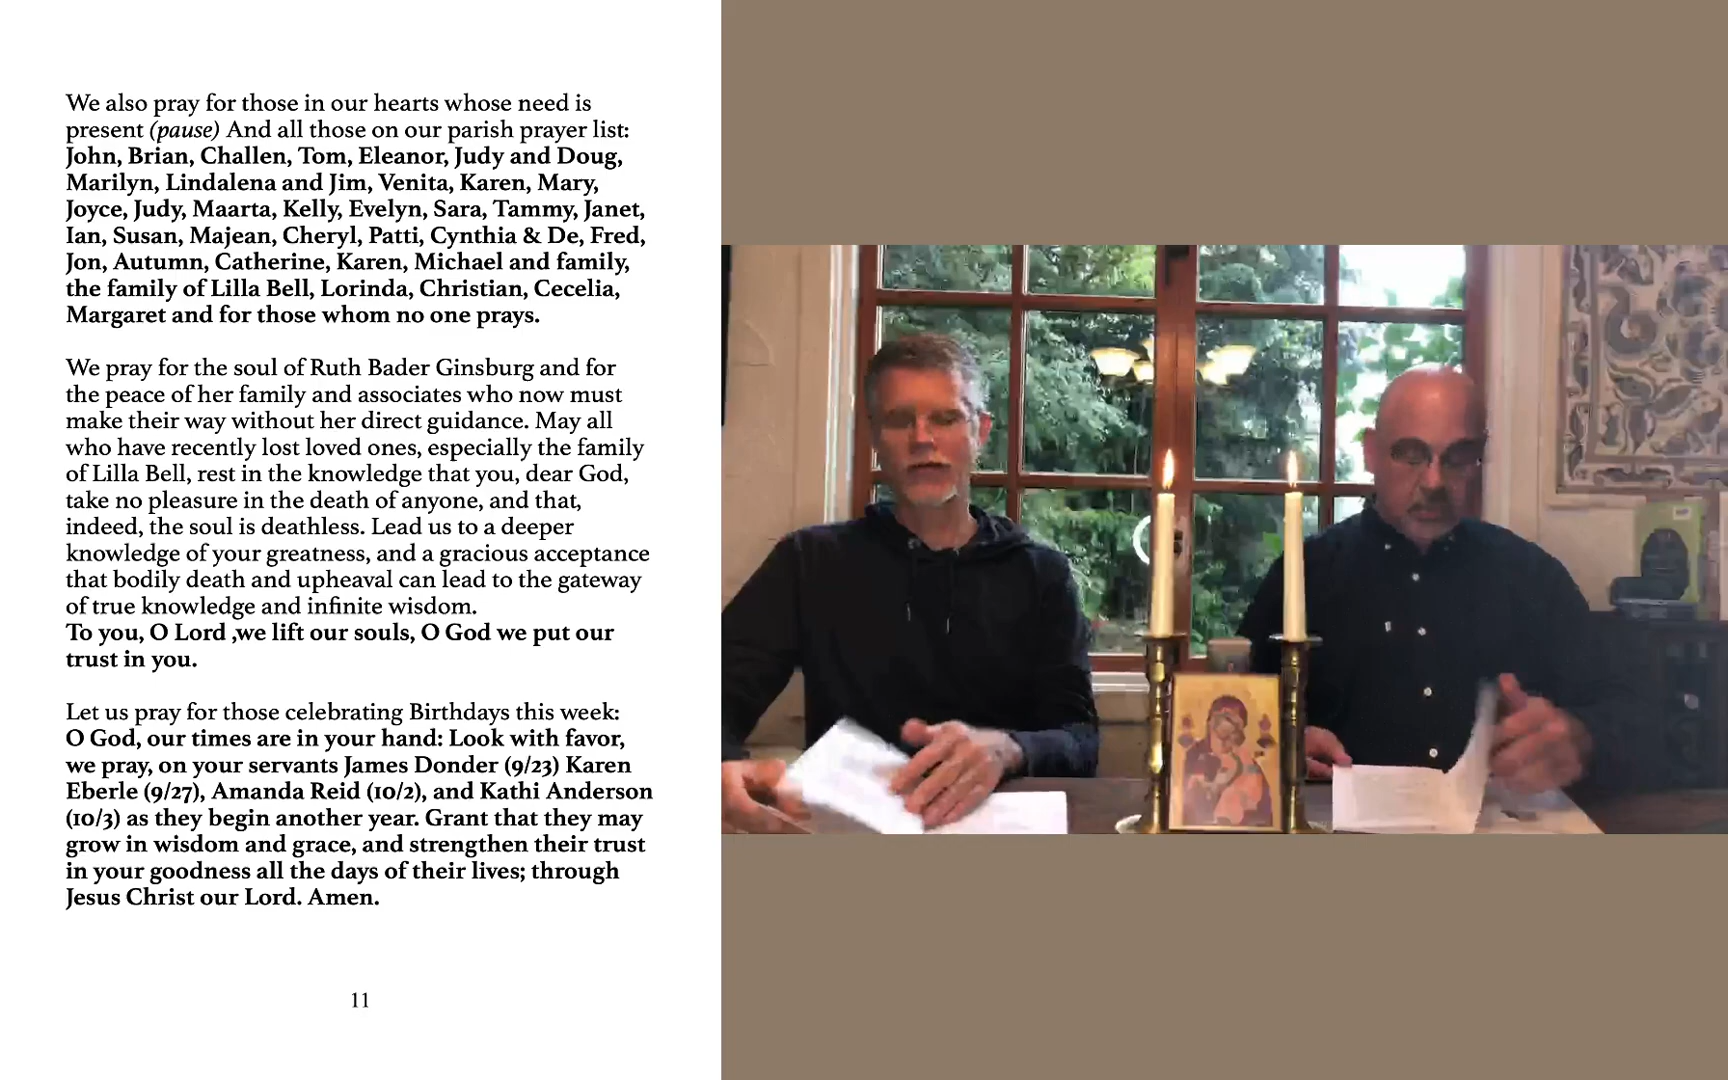 We also pray for those in our hearts whose need is
present (pause) And all those on our parish prayer list:
John, Brian, Challen, Tom, Eleanor, Judy and Doug,
Marilyn, Lindalena and Jim, Venita, Karen, Mary,
Joyce, Judy, Maarta, Kelly, Evelyn, Sara, Tammy, Janet,
Ian, Susan, Majean, Cheryl, Patti, Cynthia & De, Fred,
Jon, Autumn, Catherine, Karen, Michael and family,
the family of Lilla Bell, Lorinda, Christian, Cecelia,
Margaret and for those whom no one prays.
We pray for the soul of Ruth Bader Ginsburg and for
the peace of her family and associates who now must
make their way without her direct guidance. May all
who have recently lost loved ones, especially the family
of Lilla Bell, rest in the knowledge that you, dear God,
take no pleasure in the death of anyone, and that,
indeed, the soul is deathless. Lead us to a deeper
knowledge of your greatness, and a gracious acceptance
that bodily death and upheaval can lead to the gateway
of true knowledge and infinite wisdom.
To you, O Lord ,we lift our souls, O God we put our
trust in you.
Let us pray for those celebrating Birthdays this week:
O God, our times are in your hand: Look with favor,
we pray, on your servants James Donder (9/23) Karen
Eberle (9/27), Amanda Reid (10/2), and Kathi Anderson
(10/3) as they begin another year. Grant that they may
grow in wisdom and grace, and strengthen their trust
in your goodness all the days of their lives; through
Jesus Christ our Lord. Amen.
11